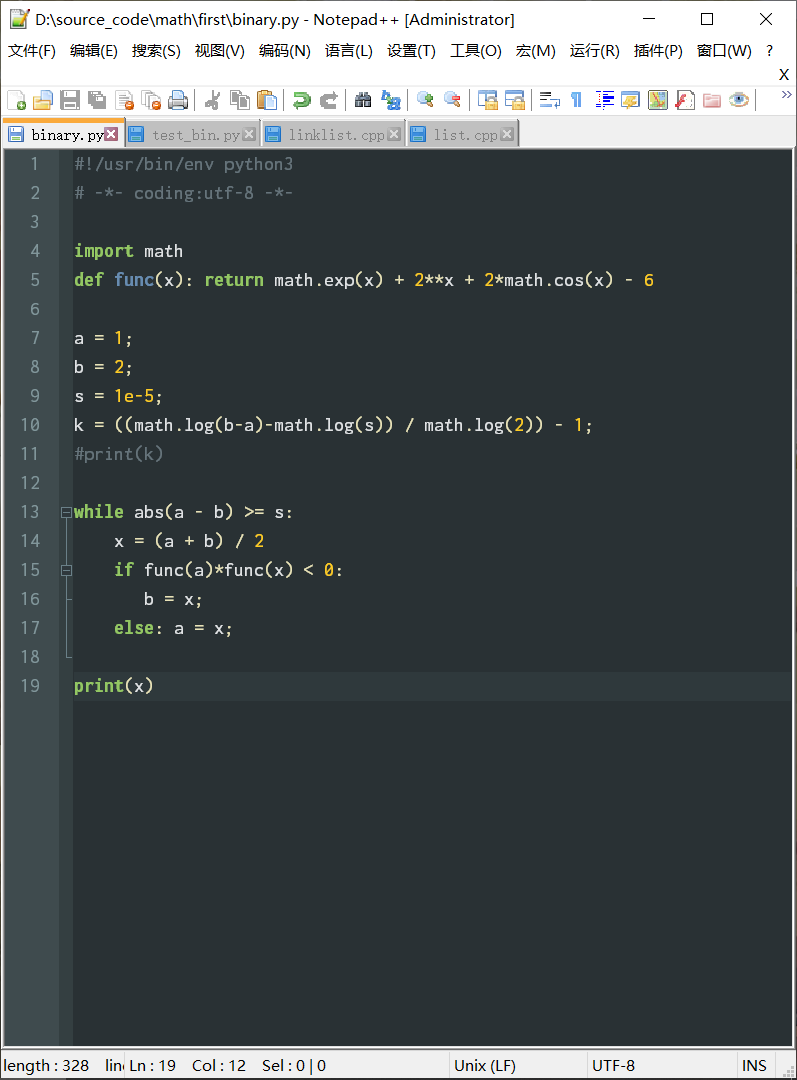 D:\source_code\math\first\binary.py - Notepad++ [Administrator]
文件(F) 编辑(E) 搜索(S) 视图(V) 编码(N) 语言(L) 设置(T) 工具(O) 宏(M) 运行(R) 插件(P) 窗口(W) ?
X
binary.py test_bin.py linklist.cpp list.cpp
1 #!/usr/bin/env python3
2 # -*- coding:utf-8 -*-
3
4 import math
5 def func(x): return math.exp(x) + 2**x + 2*math.cos(x) - 6
6
7 a = 1;
8 b = 2;
9 s = 1e-5;
10 k = ((math.log(b-a)-math.log(s)) / math.log(2)) - 1;
11 #print(k)
12
13 while abs(a - b) >= s:
14     x = (a + b) / 2
15     if func(a)*func(x) < 0:
16        b = x;
17     else: a = x;
18
19 print(x)
length : 328 line Ln : 19 Col : 12 Sel : 0 | 0 Unix (LF) UTF-8 INS